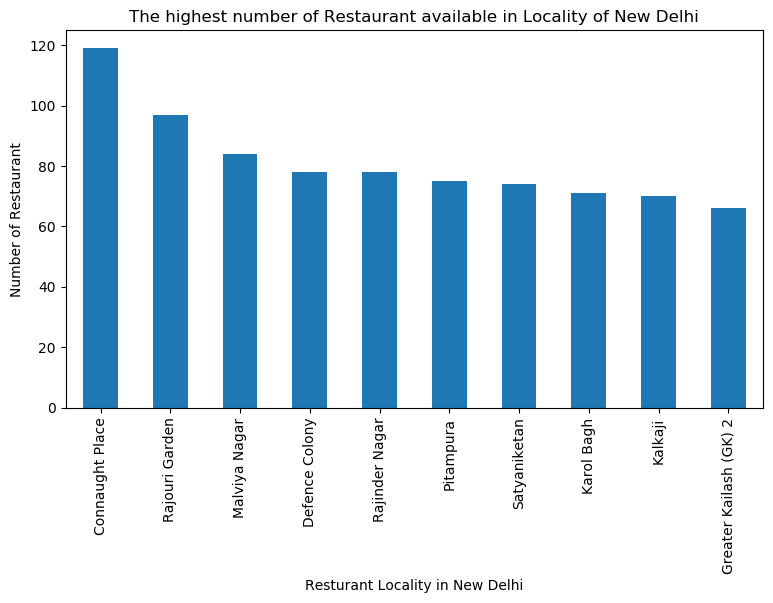 The highest number of Restaurant available in Locality of New Delhi
Number of Restaurant
120
100
80
60
40
20
0
Connaught Place
Rajouri Garden
Malviya Nagar
Defence Colony
Rajinder Nagar
Pitampura
Satyaniketan
Karol Bagh
Kalkaji
Greater Kailash (GK) 2
Resturant Locality in New Delhi